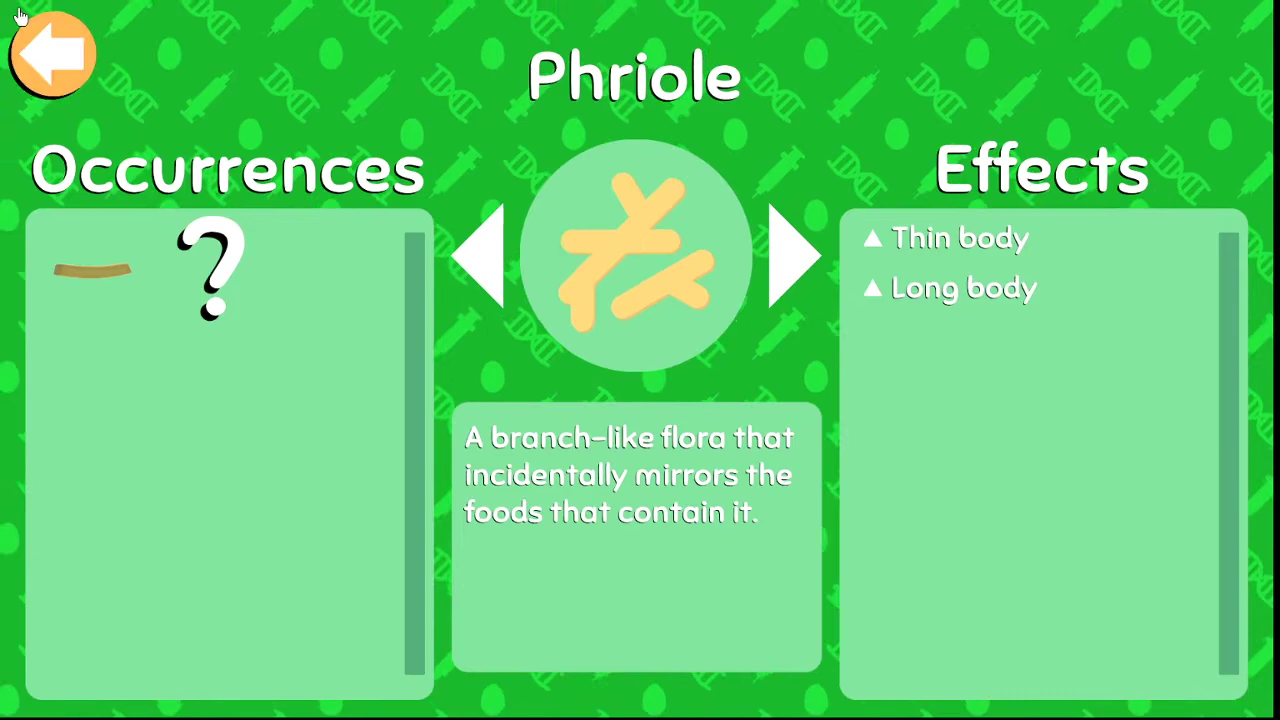 Phriole
Occurrences
?
A branch-like flora that
incidentally mirrors the
foods that contain it.
Effects
▲ Thin body
▲ Long body